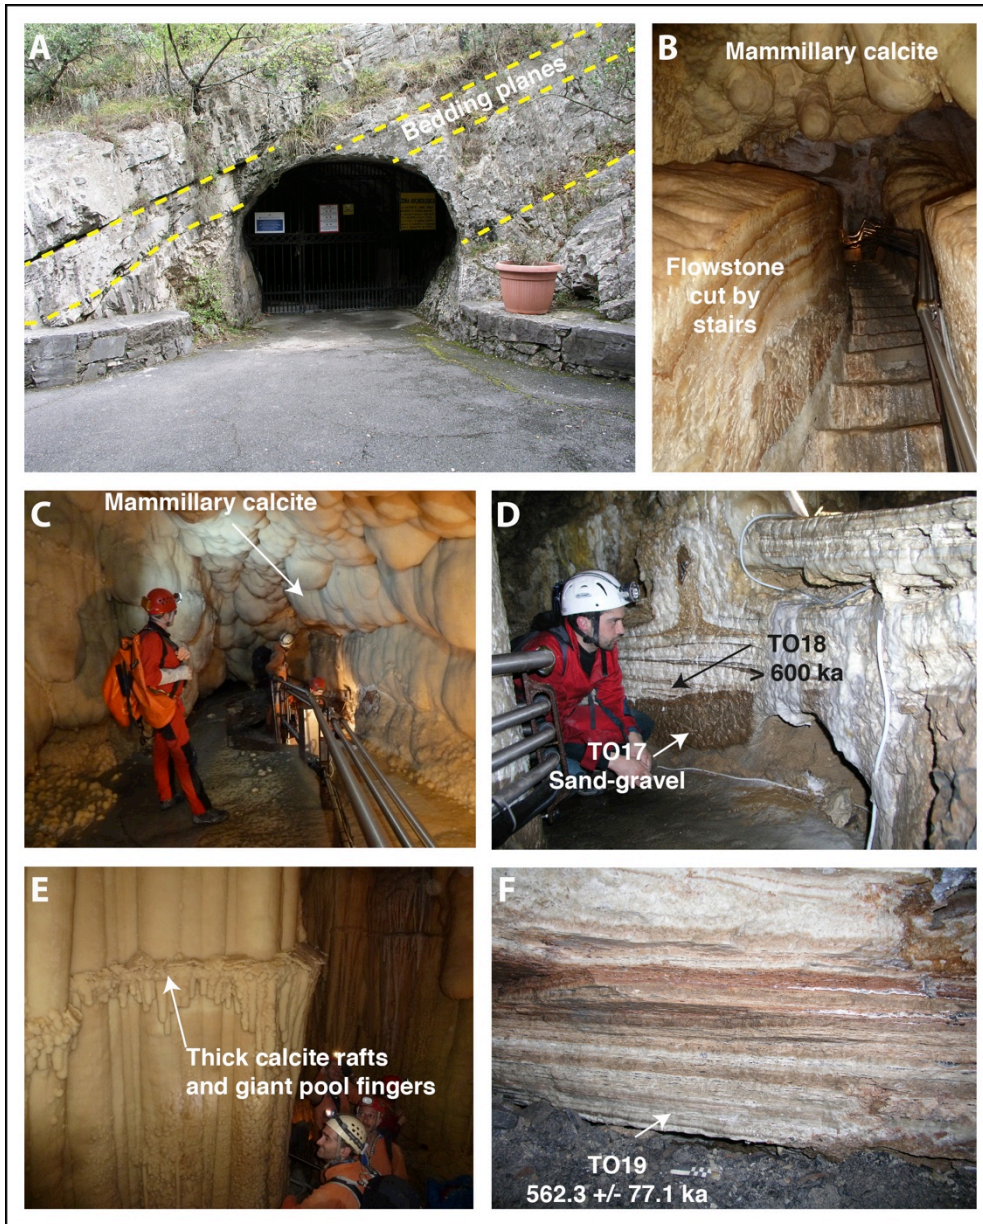 A
Bedding planes
B
Mammillary calcite
Flowstone
cut by
stairs
C
Mammillary calcite
D
TO18
> 600 ka
TO17
Sand-gravel
E
Thick calcite rafts
and giant pool fingers
F
TO19
562.3 +/- 77.1 ka